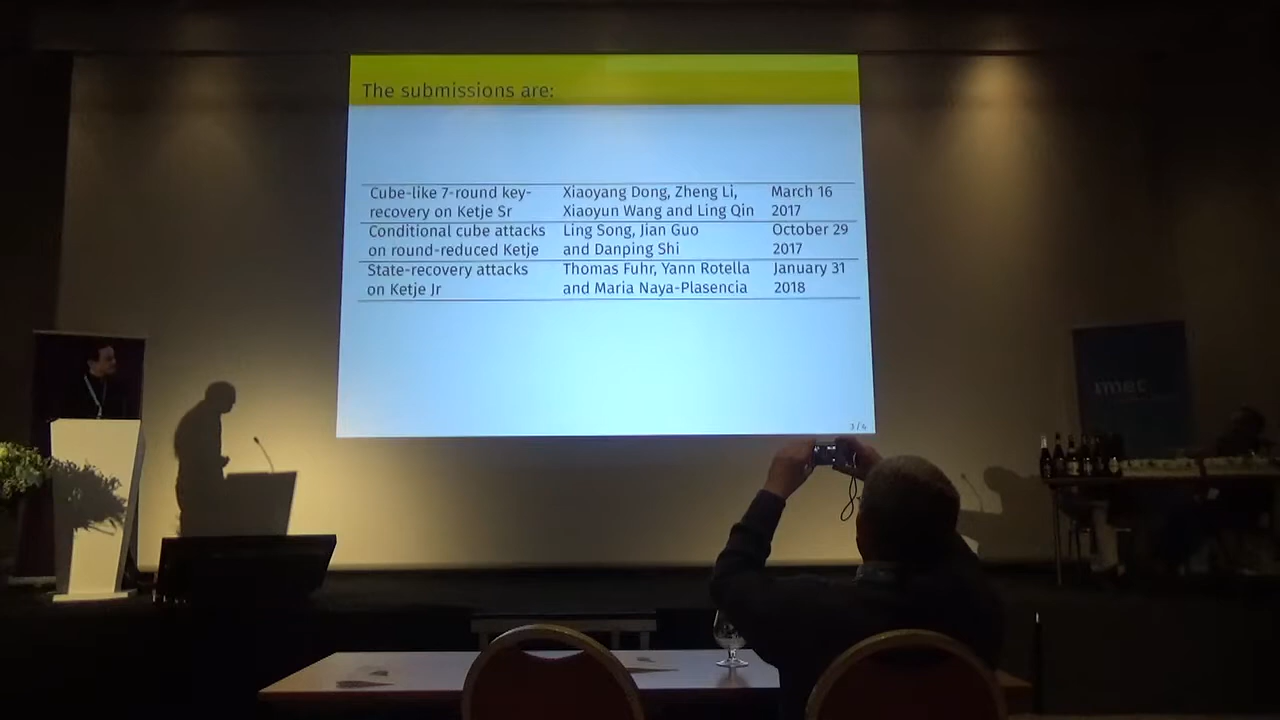 The submissions are:
Cube-like 7-round key- Xiaoyang Dong, Zheng Li, March 16
recovery on Ketje Sr Xiaoyun Wang and Ling Qin 2017
Conditional cube attacks Ling Song, Jian Guo October 29
on round-reduced Ketje and Danping Shi 2017
State-recovery attacks Thomas Fuhr, Yann Rotella January 31
on Ketje Jr and Maria Naya-Plasencia 2018
3/6
imec